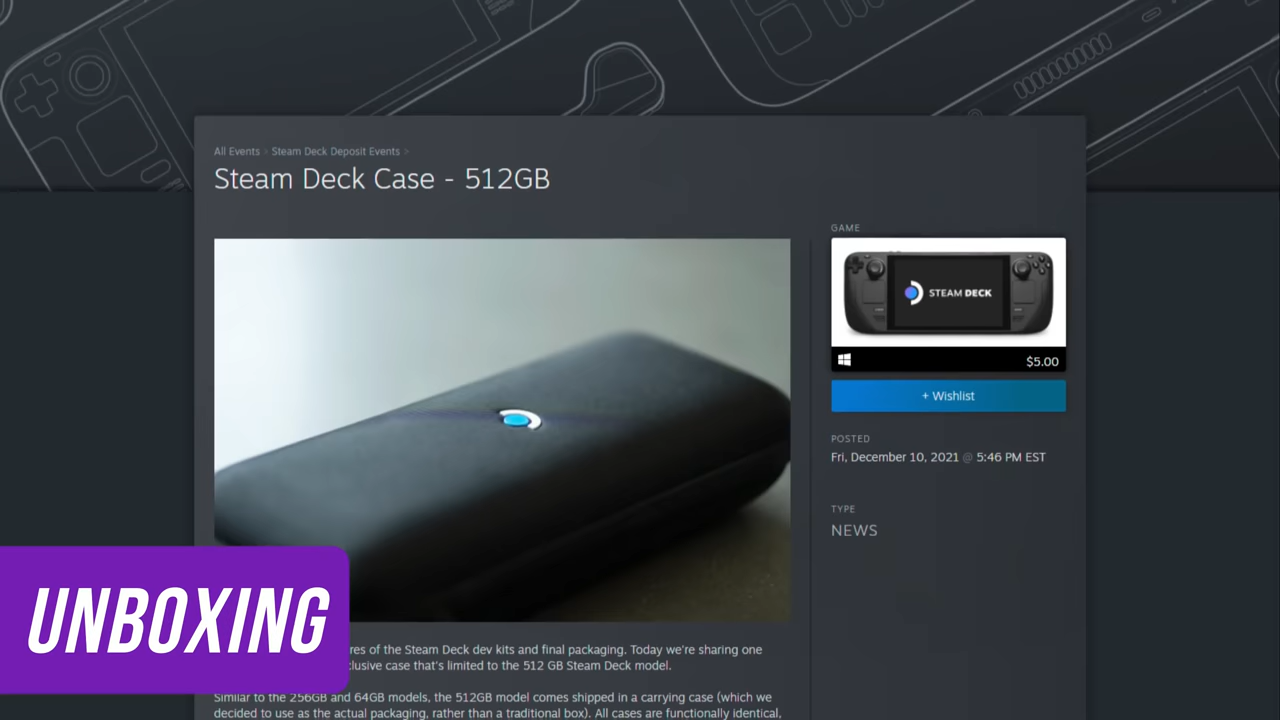 All Events > Steam Deck Deposit Events >
Steam Deck Case - 512GB
GAME
STEAM DECK
$5.00
+ Wishlist
POSTED
Fri, December 10, 2021 @ 5:46 PM EST
TYPE
NEWS
UNBOXING
of the Steam Deck dev kits and final packaging. Today we're sharing one
case that's limited to the 512 GB Steam Deck model.
Similar to the 256GB and 64GB models, the 512GB model comes shipped in a carrying case (which we
decided to use as the actual packaging, rather than a traditional box). All cases are functionally identical,